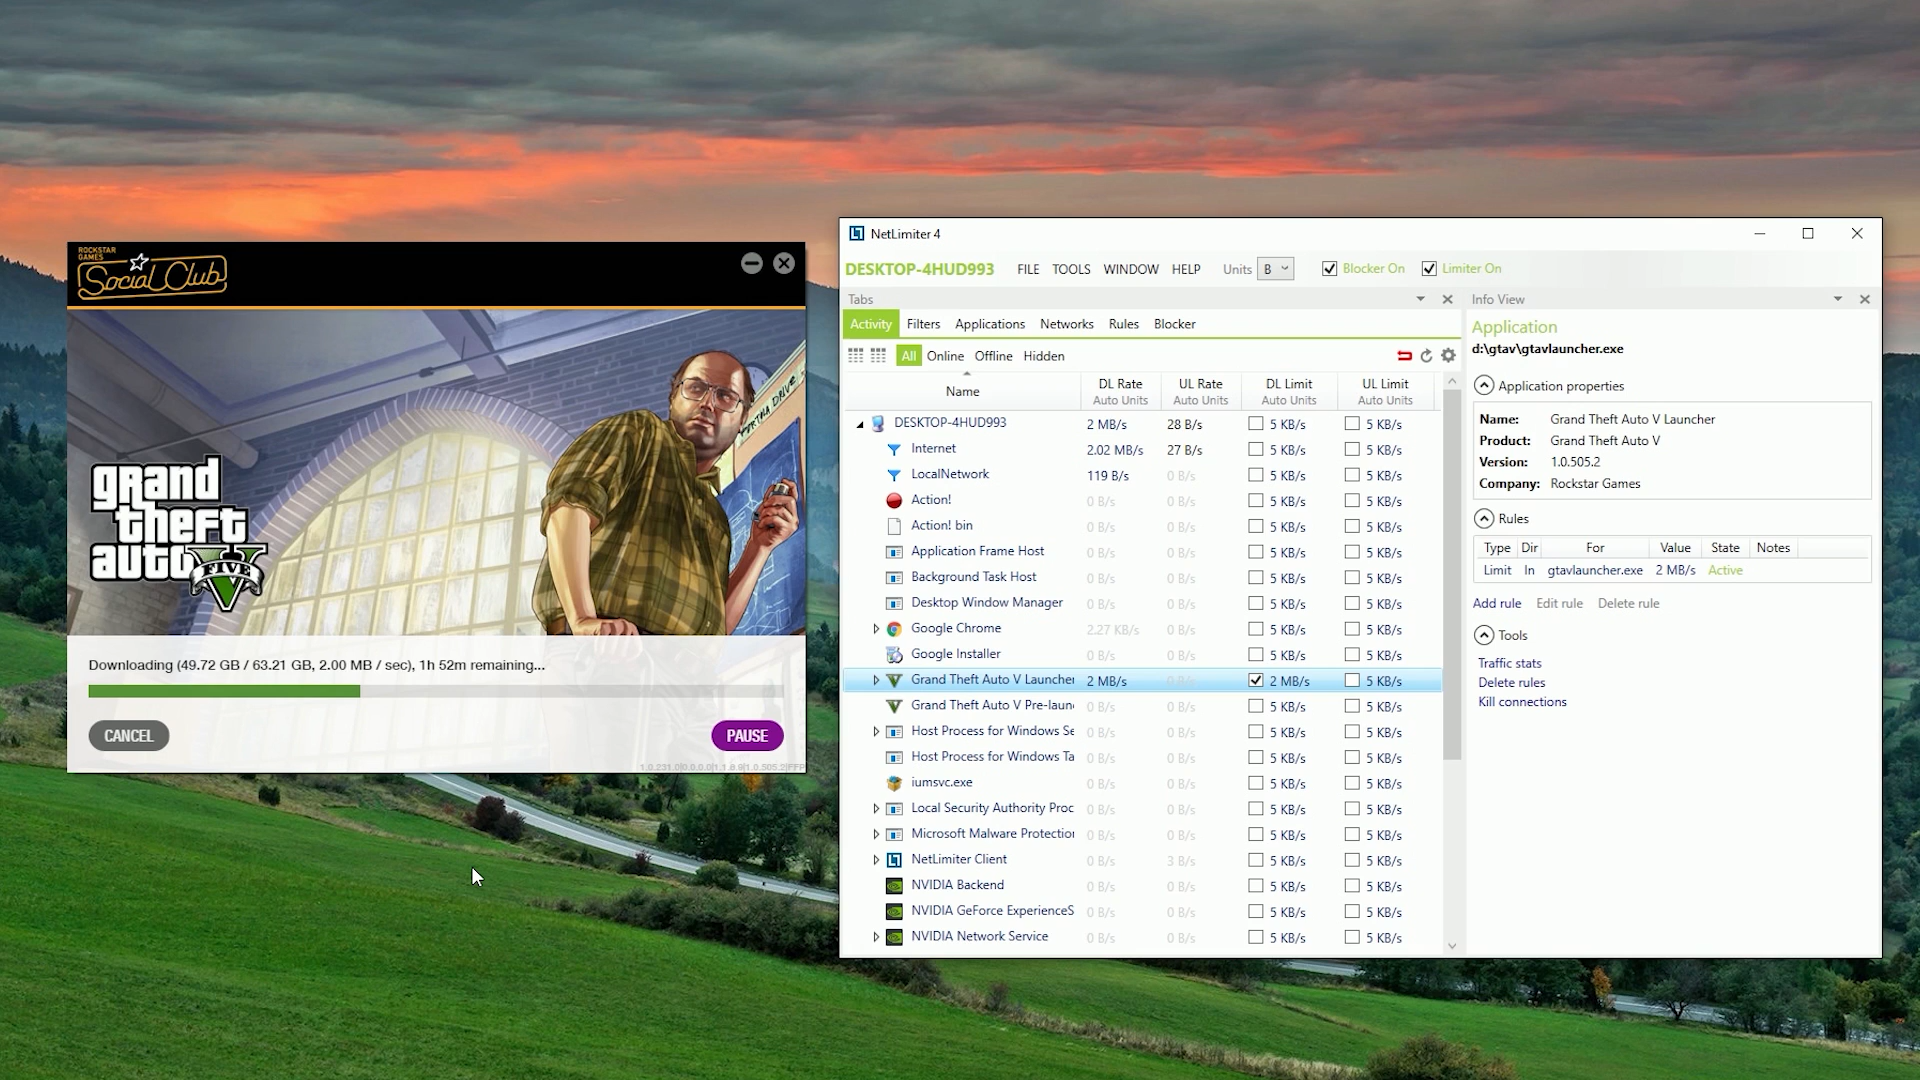 ROCKSTAR
GAMES
Social Club
grand
theft
auto V
FIVE
Downloading (49.72 GB / 63.21 GB, 2.00 MB / sec), 1h 52m remaining...
CANCEL
PAUSE
NetLimiter 4
DESKTOP-4HUD993 FILE TOOLS WINDOW HELP Units B Blocker On Limiter On
Tabs
Activity Filters Applications Networks Rules Blocker
All Online Offline Hidden
Name DL Rate UL Rate DL Limit UL Limit
Auto Units Auto Units Auto Units Auto Units
DESKTOP-4HUD993 2 MB/s 28 B/s 5 KB/s 5 KB/s
Internet 2.02 MB/s 27 B/s 5 KB/s 5 KB/s
LocalNetwork 119 B/s 0 B/s 5 KB/s 5 KB/s
Action! 0 B/s 0 B/s 5 KB/s 5 KB/s
Action! bin 0 B/s 0 B/s 5 KB/s 5 KB/s
Application Frame Host 0 B/s 0 B/s 5 KB/s 5 KB/s
Background Task Host 0 B/s 0 B/s 5 KB/s 5 KB/s
Desktop Window Manager 0 B/s 0 B/s 5 KB/s 5 KB/s
Google Chrome 2.27 KB/s 0 B/s 5 KB/s 5 KB/s
Google Installer 0 B/s 0 B/s 5 KB/s 5 KB/s
Grand Theft Auto V Launcher 2 MB/s 0 B/s 2 MB/s 5 KB/s
Grand Theft Auto V Pre-laun 0 B/s 0 B/s 5 KB/s 5 KB/s
Host Process for Windows Se 0 B/s 0 B/s 5 KB/s 5 KB/s
Host Process for Windows Ta 0 B/s 0 B/s 5 KB/s 5 KB/s
iumsvc.exe 0 B/s 0 B/s 5 KB/s 5 KB/s
Local Security Authority Proc 0 B/s 0 B/s 5 KB/s 5 KB/s
Microsoft Malware Protection 0 B/s 0 B/s 5 KB/s 5 KB/s
NetLimiter Client 0 B/s 3 B/s 5 KB/s 5 KB/s
NVIDIA Backend 0 B/s 0 B/s 5 KB/s 5 KB/s
NVIDIA GeForce ExperienceS 0 B/s 0 B/s 5 KB/s 5 KB/s
NVIDIA Network Service 0 B/s 0 B/s 5 KB/s 5 KB/s
Info View
Application
d:\gtav\gtavlauncher.exe
Application properties
Name: Grand Theft Auto V Launcher
Product: Grand Theft Auto V
Version: 1.0.505.2
Company: Rockstar Games
Rules
Type Dir For Value State Notes
Limit In gtavlauncher.exe 2 MB/s Active
Add rule Edit rule Delete rule
Tools
Traffic stats
Delete rules
Kill connections